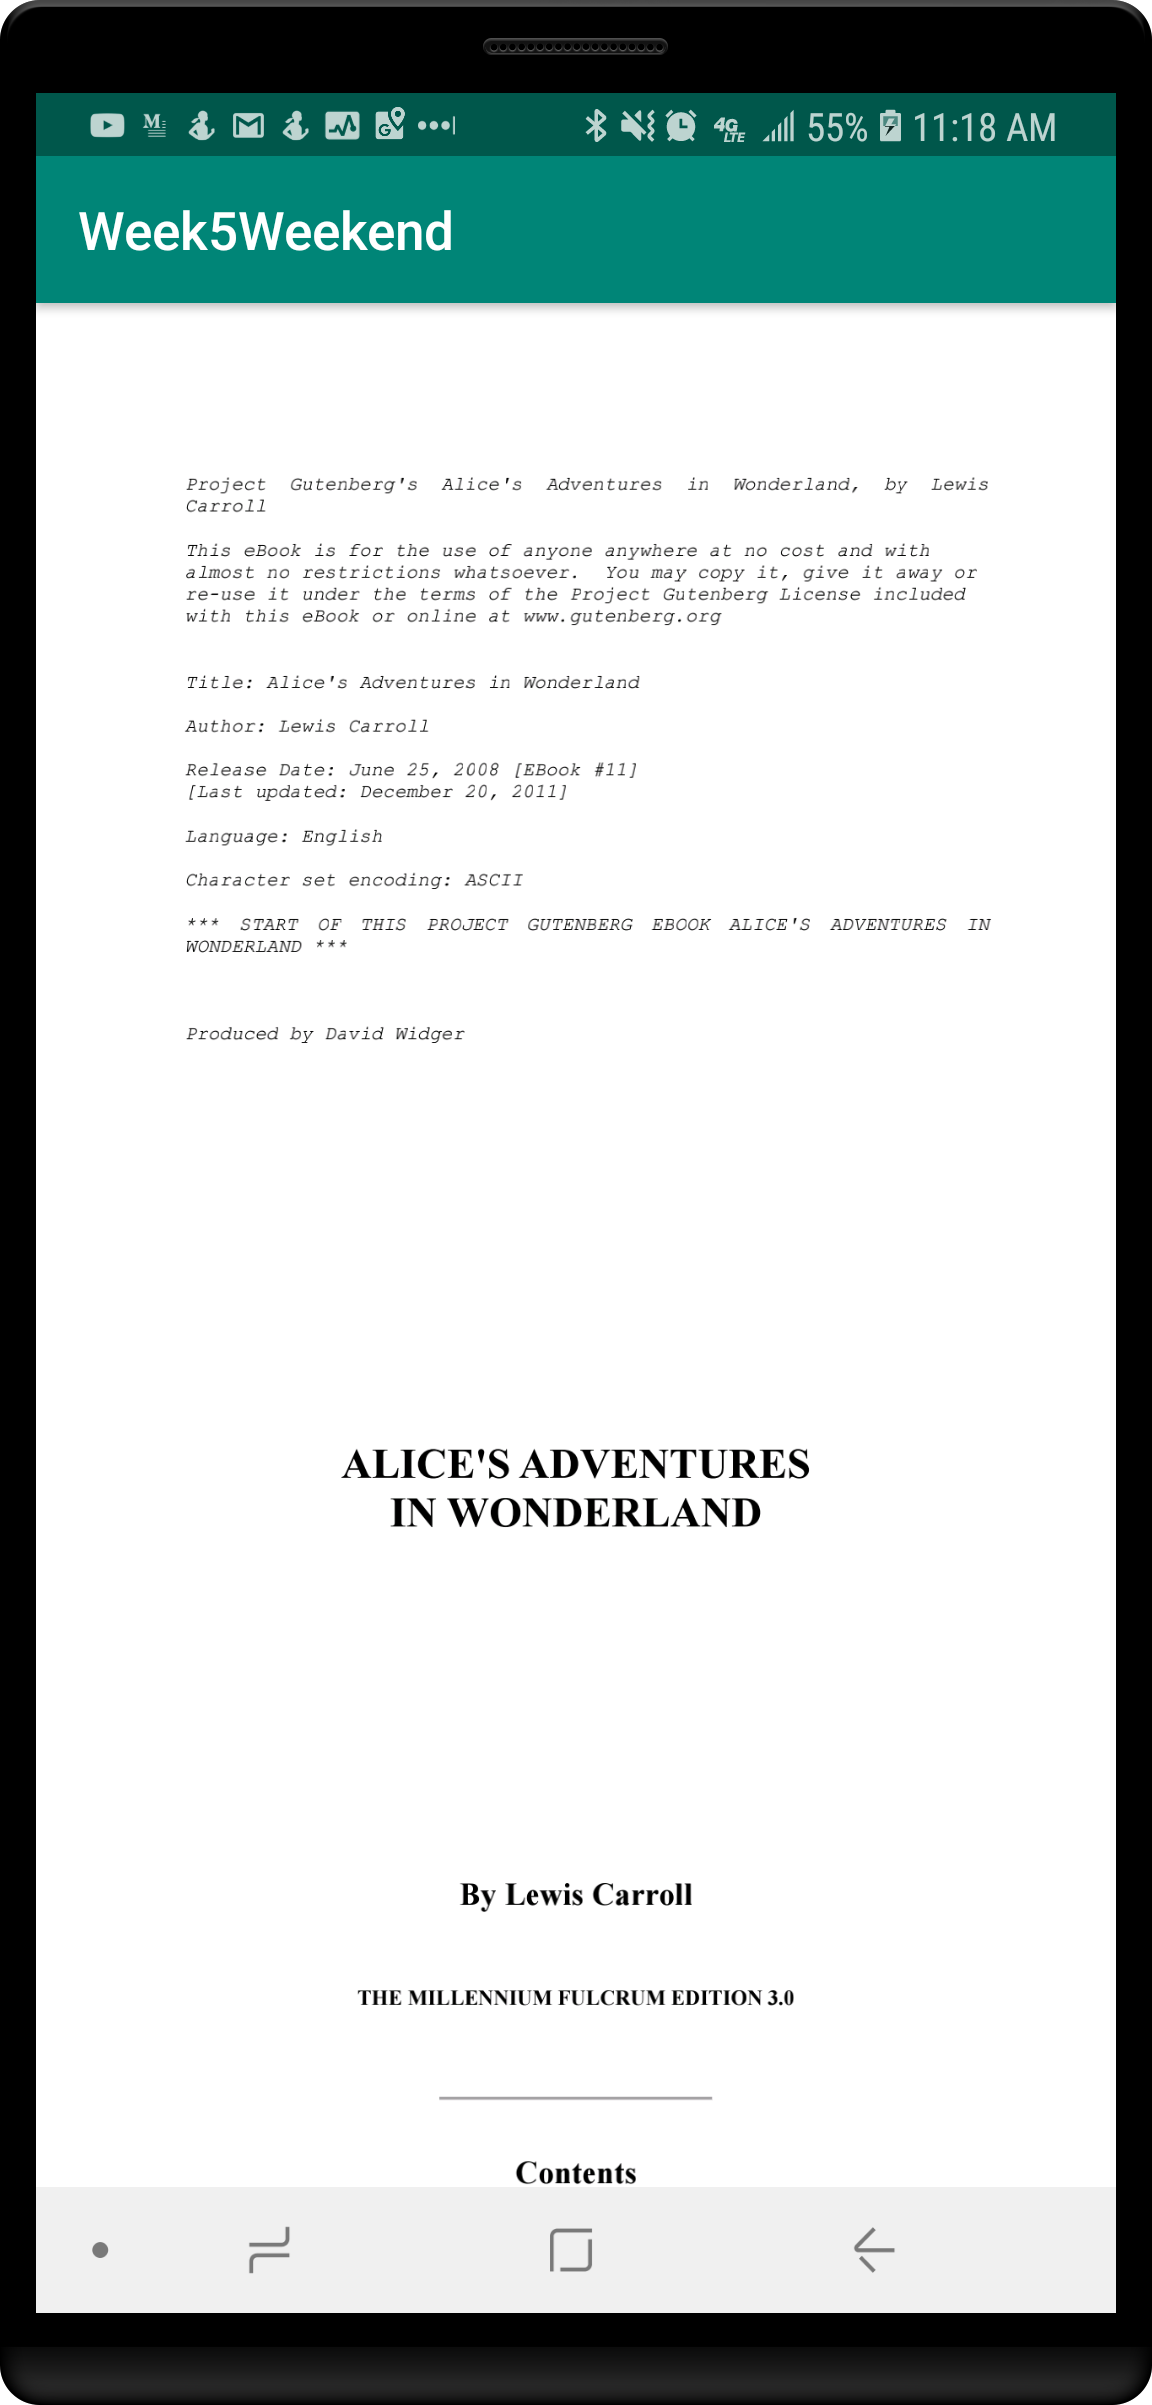 55% 11:18 AM
Week5Weekend
Project Gutenberg's Alice's Adventures in Wonderland, by Lewis
Carroll
This eBook is for the use of anyone anywhere at no cost and with
almost no restrictions whatsoever.  You may copy it, give it away or
re-use it under the terms of the Project Gutenberg License included
with this eBook or online at www.gutenberg.org
Title: Alice's Adventures in Wonderland
Author: Lewis Carroll
Release Date: June 25, 2008 [EBook #11]
[Last updated: December 20, 2011]
Language: English
Character set encoding: ASCII
*** START OF THIS PROJECT GUTENBERG EBOOK ALICE'S ADVENTURES IN
WONDERLAND ***
Produced by David Widger
ALICE'S ADVENTURES
IN WONDERLAND
By Lewis Carroll
THE MILLENNIUM FULCRUM EDITION 3.0
Contents